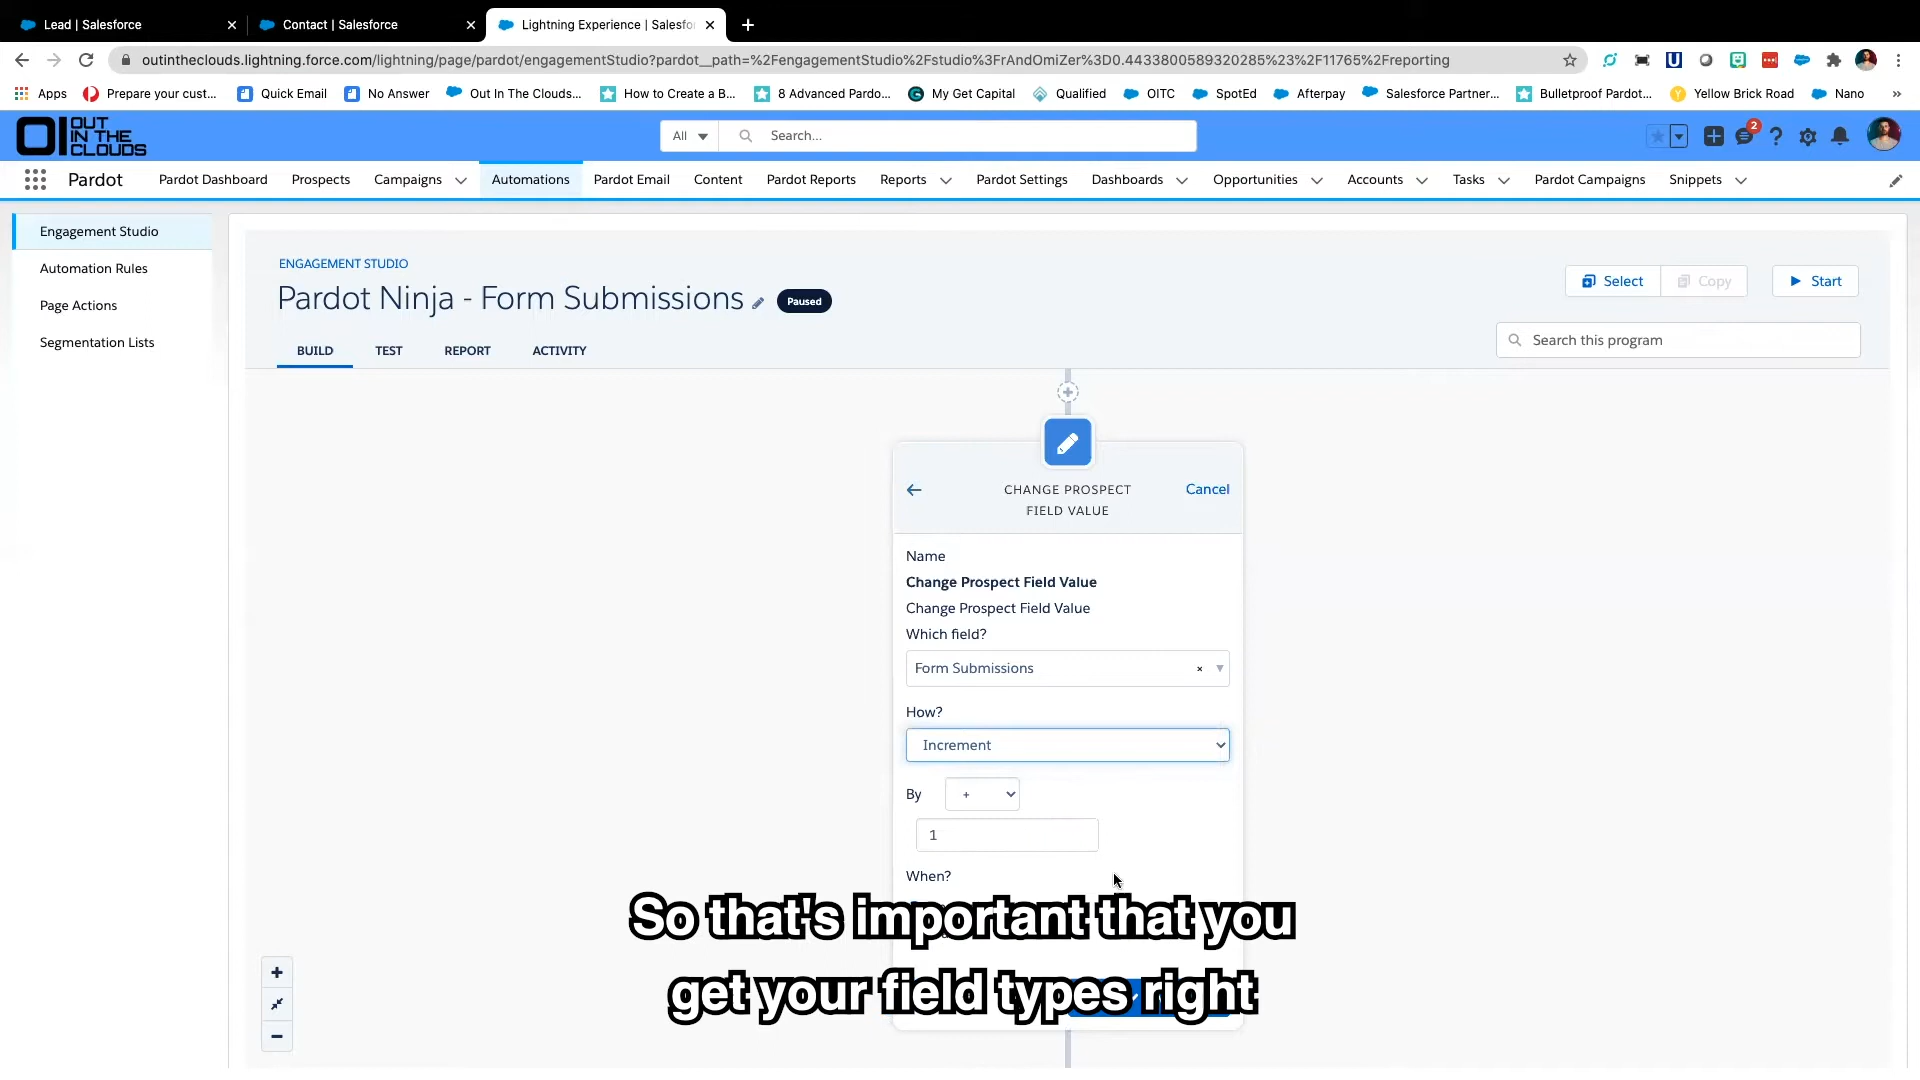 Lead | Salesforce
Contact | Salesforce
Lightning Experience | Salesfo
outintheclouds.lightning.force.com/lightning/page/pardot/engagementStudio?pardot__path=%2FengagementStudio%2Fstudio%3FrAndOmiZer%3D0.4433800589320285%23%2F11765%2Freporting
Apps
Prepare your cust...
Quick Email
No Answer
Out In The Clouds...
How to Create a B...
8 Advanced Pardo...
My Get Capital
Qualified
OITC
SpotEd
Afterpay
Salesforce Partner...
Bulletproof Pardot...
Yellow Brick Road
Nano
»
OI OUT
IN THE
CLOUDS
All
Search...
2
Pardot
Pardot Dashboard
Prospects
Campaigns
Automations
Pardot Email
Content
Pardot Reports
Reports
Pardot Settings
Dashboards
Opportunities
Accounts
Tasks
Pardot Campaigns
Snippets
Engagement Studio
Automation Rules
Page Actions
Segmentation Lists
ENGAGEMENT STUDIO
Pardot Ninja - Form Submissions
Paused
Select
Copy
Start
Search this program
BUILD
TEST
REPORT
ACTIVITY
CHANGE PROSPECT
FIELD VALUE
Cancel
Name
Change Prospect Field Value
Change Prospect Field Value
Which field?
Form Submissions
How?
Increment
By
+
1
When?
So that's important that you
get your field types right